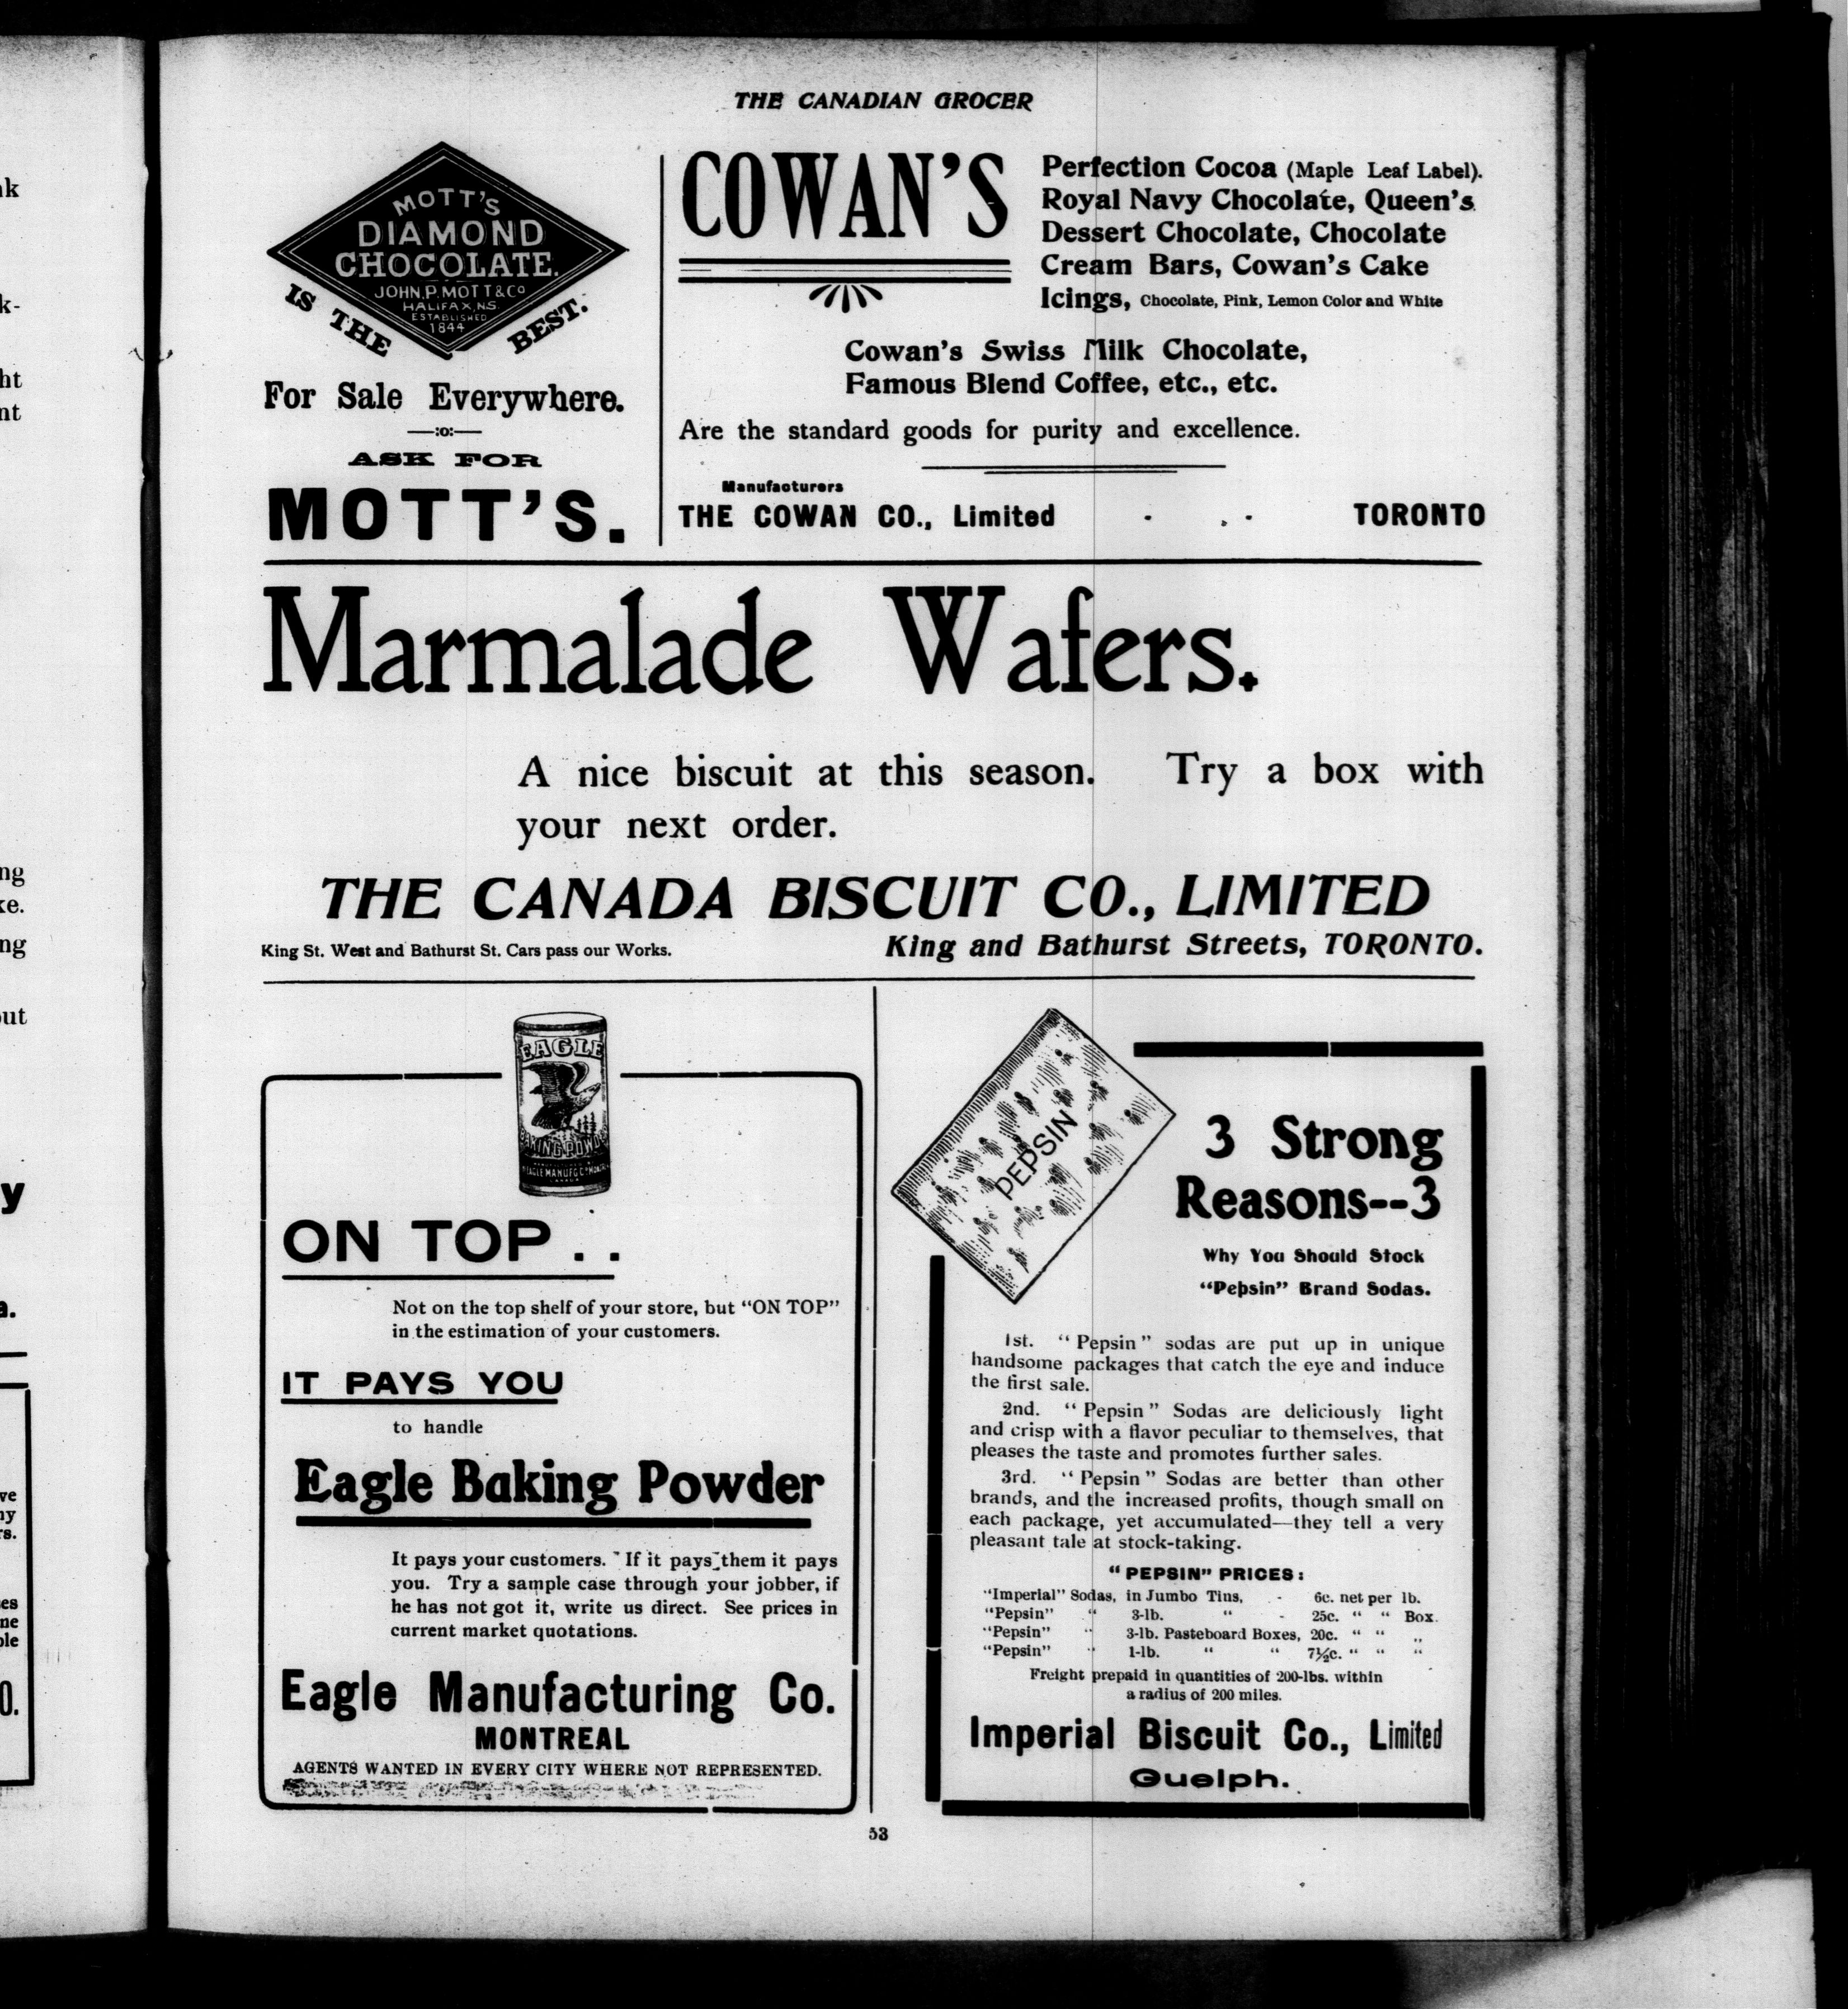 THE CANADIAN GROCER
MOTT'S
DIAMOND
CHOCOLATE.
JOHN. P. MOTT & Co
HALIFAX, N.S.
ESTABLISHED
1844
IS THE BEST.
For Sale Everywhere.
—:o:—
ASK FOR
MOTT'S.
COWAN'S
Perfection Cocoa (Maple Leaf Label).
Royal Navy Chocolate, Queen's
Dessert Chocolate, Chocolate
Cream Bars, Cowan's Cake
Icings, Chocolate, Pink, Lemon Color and White
Cowan's Swiss Milk Chocolate,
Famous Blend Coffee, etc., etc.
Are the standard goods for purity and excellence.
Manufacturers
THE COWAN CO., Limited - . - TORONTO
Marmalade Wafers.
A nice biscuit at this season. Try a box with
your next order.
THE CANADA BISCUIT CO., LIMITED
King St. West and Bathurst St. Cars pass our Works.
King and Bathurst Streets, TORONTO.
EAGLE
BAKING POWDER
EAGLE MANUFG CO MONTREAL
ON TOP . .
Not on the top shelf of your store, but "ON TOP"
in the estimation of your customers.
IT PAYS YOU
to handle
Eagle Baking Powder
It pays your customers. If it pays them it pays
you. Try a sample case through your jobber, if
he has not got it, write us direct. See prices in
current market quotations.
Eagle Manufacturing Co.
MONTREAL
AGENTS WANTED IN EVERY CITY WHERE NOT REPRESENTED.
PEPSIN
3 Strong
Reasons--3
Why You Should Stock
"Pepsin" Brand Sodas.
1st. "Pepsin" sodas are put up in unique
handsome packages that catch the eye and induce
the first sale.
2nd. "Pepsin" Sodas are deliciously light
and crisp with a flavor peculiar to themselves, that
pleases the taste and promotes further sales.
3rd. "Pepsin" Sodas are better than other
brands, and the increased profits, though small on
each package, yet accumulated—they tell a very
pleasant tale at stock-taking.
"PEPSIN" PRICES:
"Imperial" Sodas, in Jumbo Tins, - 6c. net per lb.
"Pepsin" " 3-lb. " - 25c. " " Box.
"Pepsin" " 3-lb. Pasteboard Boxes, 20c. " " "
"Pepsin" " 1-lb. " " 7½c. " " "
Freight prepaid in quantities of 200-lbs. within
a radius of 200 miles.
Imperial Biscuit Co., Limited
Guelph.
53